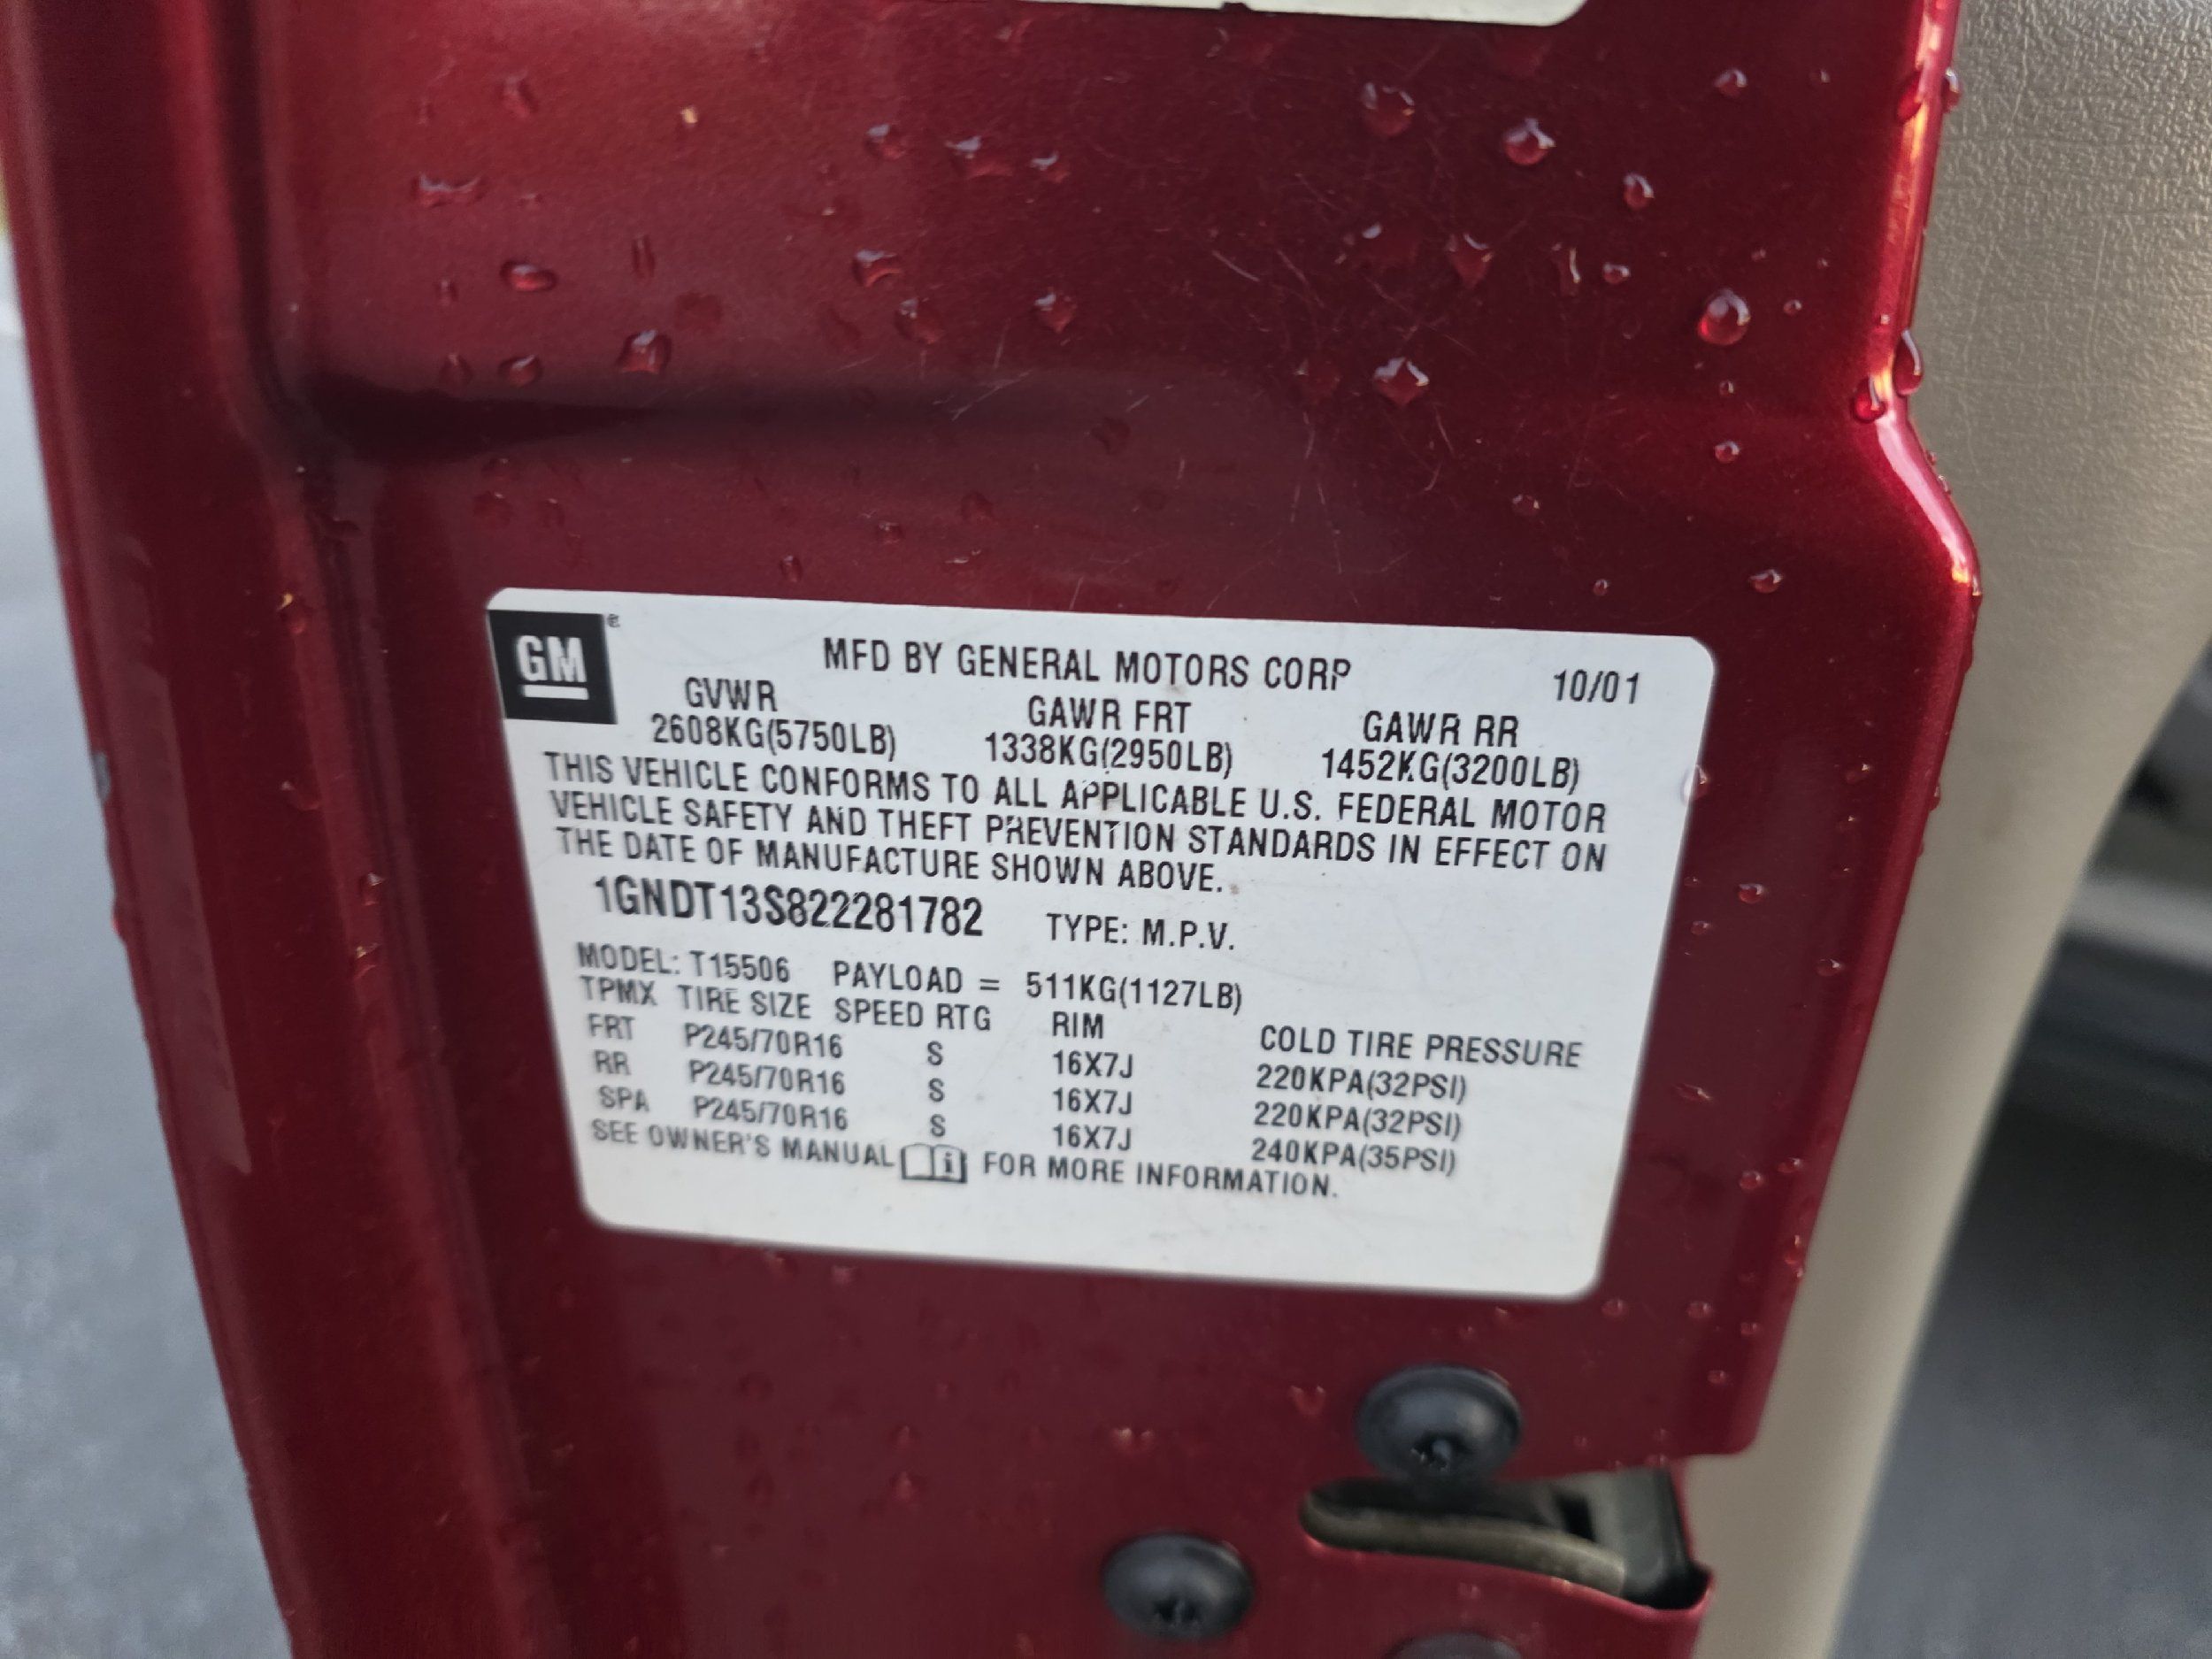 GM
MFD BY GENERAL MOTORS CORP 10/01
GVWR GAWR FRT GAWR RR
2608KG(5750LB) 1338KG(2950LB) 1452KG(3200LB)
THIS VEHICLE CONFORMS TO ALL APPLICABLE U.S. FEDERAL MOTOR
VEHICLE SAFETY AND THEFT PREVENTION STANDARDS IN EFFECT ON
THE DATE OF MANUFACTURE SHOWN ABOVE.
1GNDT13S822281782 TYPE: M.P.V.
MODEL: T15506 PAYLOAD = 511KG(1127LB)
TPMX TIRE SIZE SPEED RTG RIM COLD TIRE PRESSURE
FRT P245/70R16 S 16X7J 220KPA(32PSI)
RR P245/70R16 S 16X7J 220KPA(32PSI)
SPA P245/70R16 S 16X7J 240KPA(35PSI)
SEE OWNER'S MANUAL FOR MORE INFORMATION.